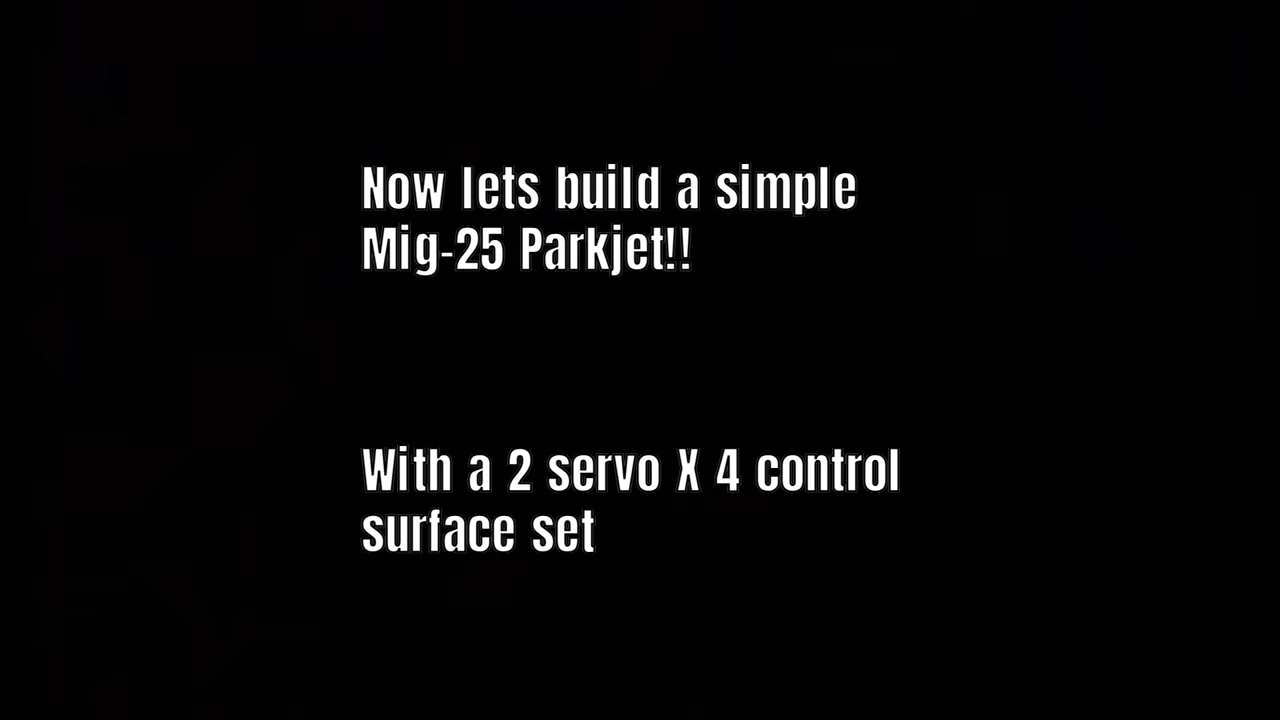 Now lets build a simple
Mig-25 Parkjet!!
With a 2 servo X 4 control
surface set